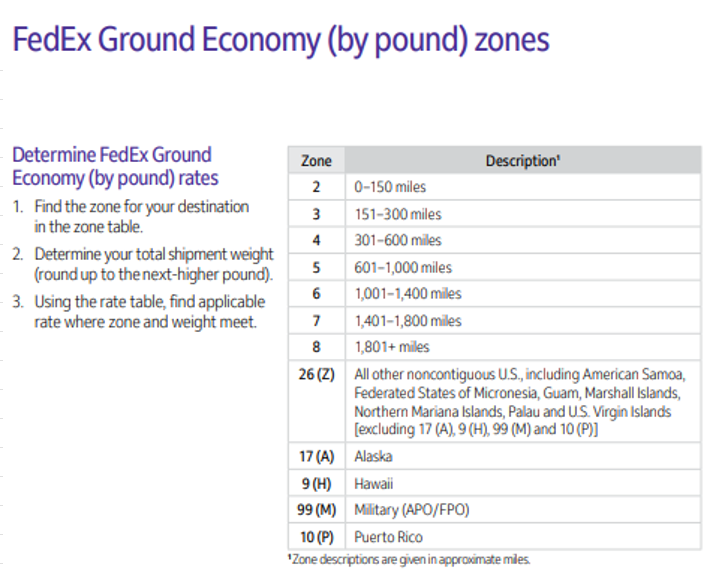 FedEx Ground Economy (by pound) zones
Determine FedEx Ground
Economy (by pound) rates
1. Find the zone for your destination
in the zone table.
2. Determine your total shipment weight
(round up to the next-higher pound).
3. Using the rate table, find applicable
rate where zone and weight meet.
Zone Description¹
2 0–150 miles
3 151–300 miles
4 301–600 miles
5 601–1,000 miles
6 1,001–1,400 miles
7 1,401–1,800 miles
8 1,801+ miles
26 (Z) All other noncontiguous U.S., including American Samoa,
Federated States of Micronesia, Guam, Marshall Islands,
Northern Mariana Islands, Palau and U.S. Virgin Islands
[excluding 17 (A), 9 (H), 99 (M) and 10 (P)]
17 (A) Alaska
9 (H) Hawaii
99 (M) Military (APO/FPO)
10 (P) Puerto Rico
¹Zone descriptions are given in approximate miles.